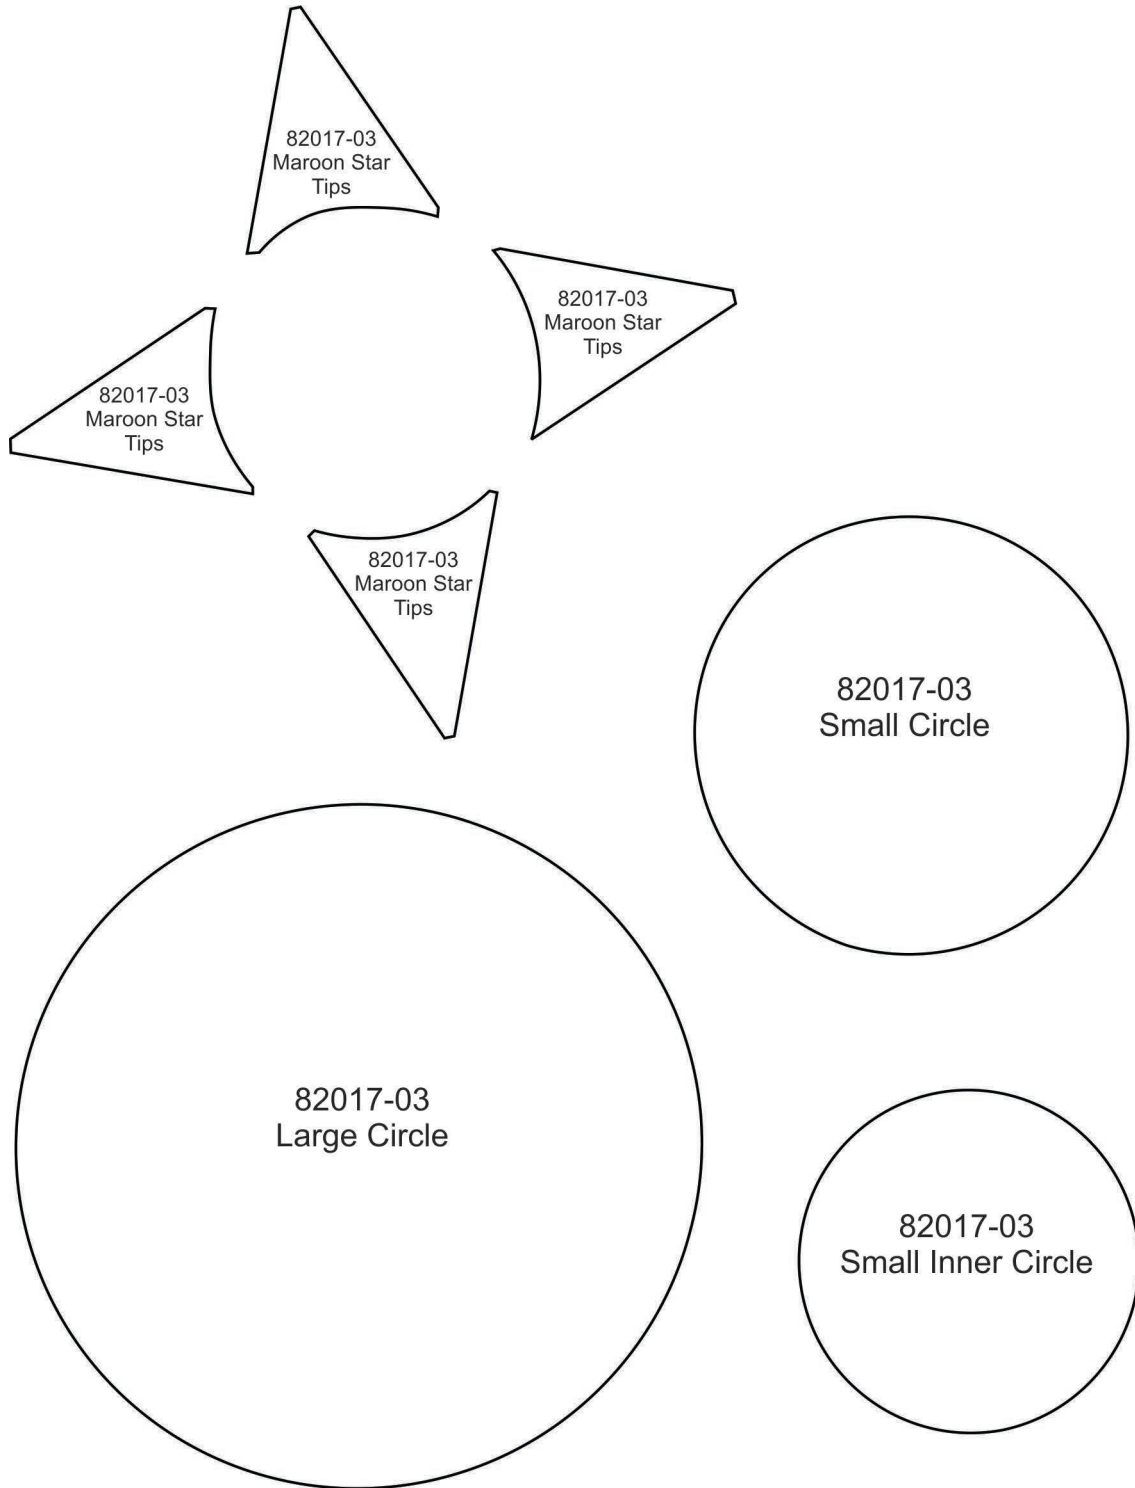 82017-03
Maroon Star
Tips
82017-03
Maroon Star
Tips
82017-03
Maroon Star
Tips
82017-03
Maroon Star
Tips
82017-03
Small Circle
82017-03
Large Circle
82017-03
Small Inner Circle